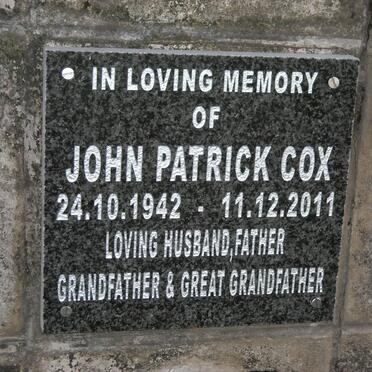 IN LOVING MEMORY
OF
JOHN PATRICK COX
24.10.1942 - 11.12.2011
LOVING HUSBAND,FATHER
GRANDFATHER & GREAT GRANDFATHER